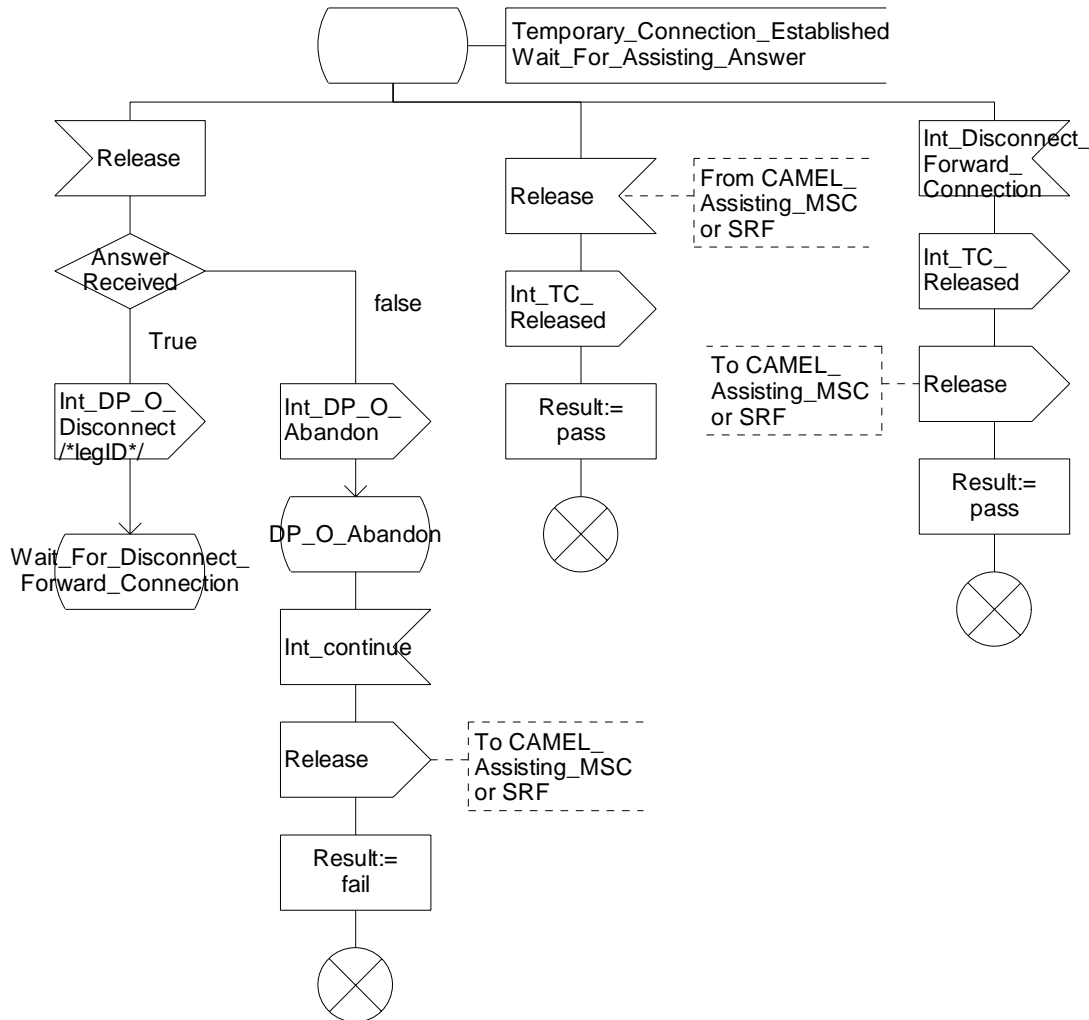 Temporary_Connection_Established
Wait_For_Assisting_Answer
Release
Answer
Received
True
false
Int_DP_O_
Disconnect
/*legID*/
Wait_For_Disconnect_
Forward_Connection
Int_DP_O_
Abandon
DP_O_Abandon
Int_continue
Release
To CAMEL_
Assisting_MSC
or SRF
Result:=
fail
Release
From CAMEL_
Assisting_MSC
or SRF
Int_TC_
Released
Result:=
pass
Int_Disconnect_
Forward_
Connection
Int_TC_
Released
Release
To CAMEL_
Assisting_MSC
or SRF
Result:=
pass